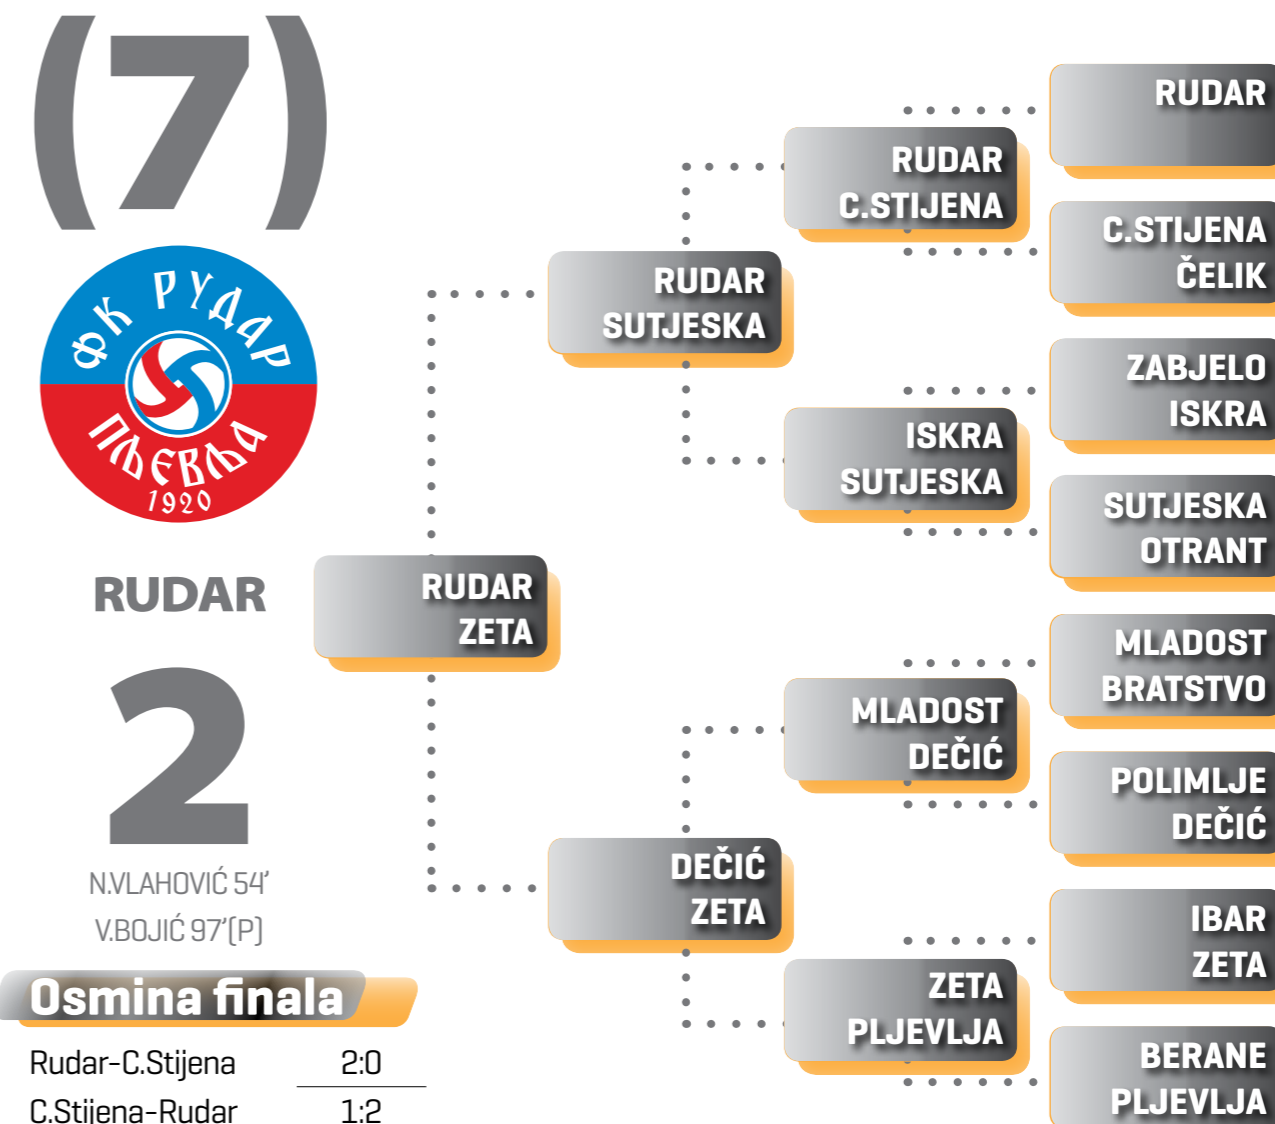 (7)
ФК РУДАР
ПЉЕВЉА
1920
RUDAR
2
N.VLAHOVIĆ 54'
V.BOJIĆ 97'(P)
Osmina finala
Rudar-C.Stijena 2:0
C.Stijena-Rudar 1:2
RUDAR
ZETA
RUDAR
SUTJESKA
DEČIĆ
ZETA
RUDAR
C.STIJENA
ISKRA
SUTJESKA
MLADOST
DEČIĆ
ZETA
PLJEVLJA
RUDAR
C.STIJENA
ČELIK
ZABJELO
ISKRA
SUTJESKA
OTRANT
MLADOST
BRATSTVO
POLIMLJE
DEČIĆ
IBAR
ZETA
BERANE
PLJEVLJA